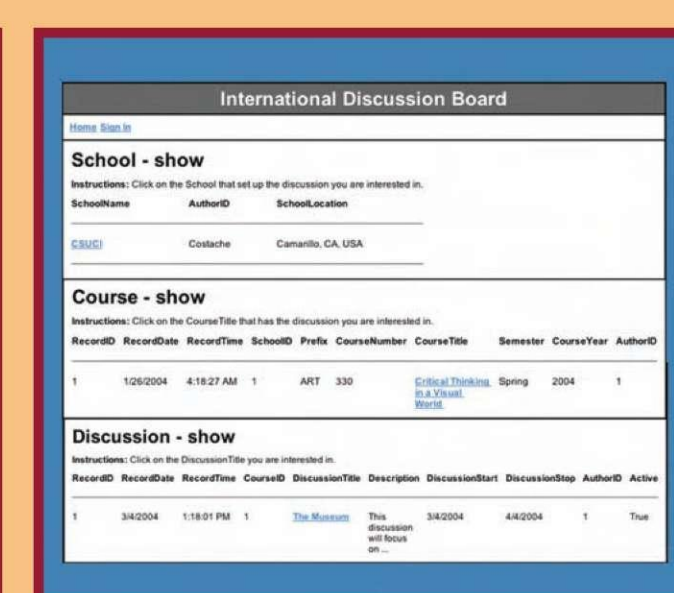 International Discussion Board
Home Sign In
School - show
Instructions: Click on the School that set up the discussion you are interested in.
SchoolName AuthorID SchoolLocation
CSUCI Costache Camarillo, CA, USA
Course - show
Instructions: Click on the CourseTitle that has the discussion you are interested in.
RecordID RecordDate RecordTime SchoolID Prefix CourseNumber CourseTitle Semester CourseYear AuthorID
1 1/26/2004 4:18:27 AM 1 ART 330 Critical Thinking Spring 2004 1
in a Visual
World
Discussion - show
Instructions: Click on the DiscussionTitle you are interested in.
RecordID RecordDate RecordTime CourseID DiscussionTitle Description DiscussionStart DiscussionStop AuthorID Active
1 3/4/2004 1:18:01 PM 1 The Museum This 3/4/2004 4/4/2004 1 True
discussion
will focus
on ...